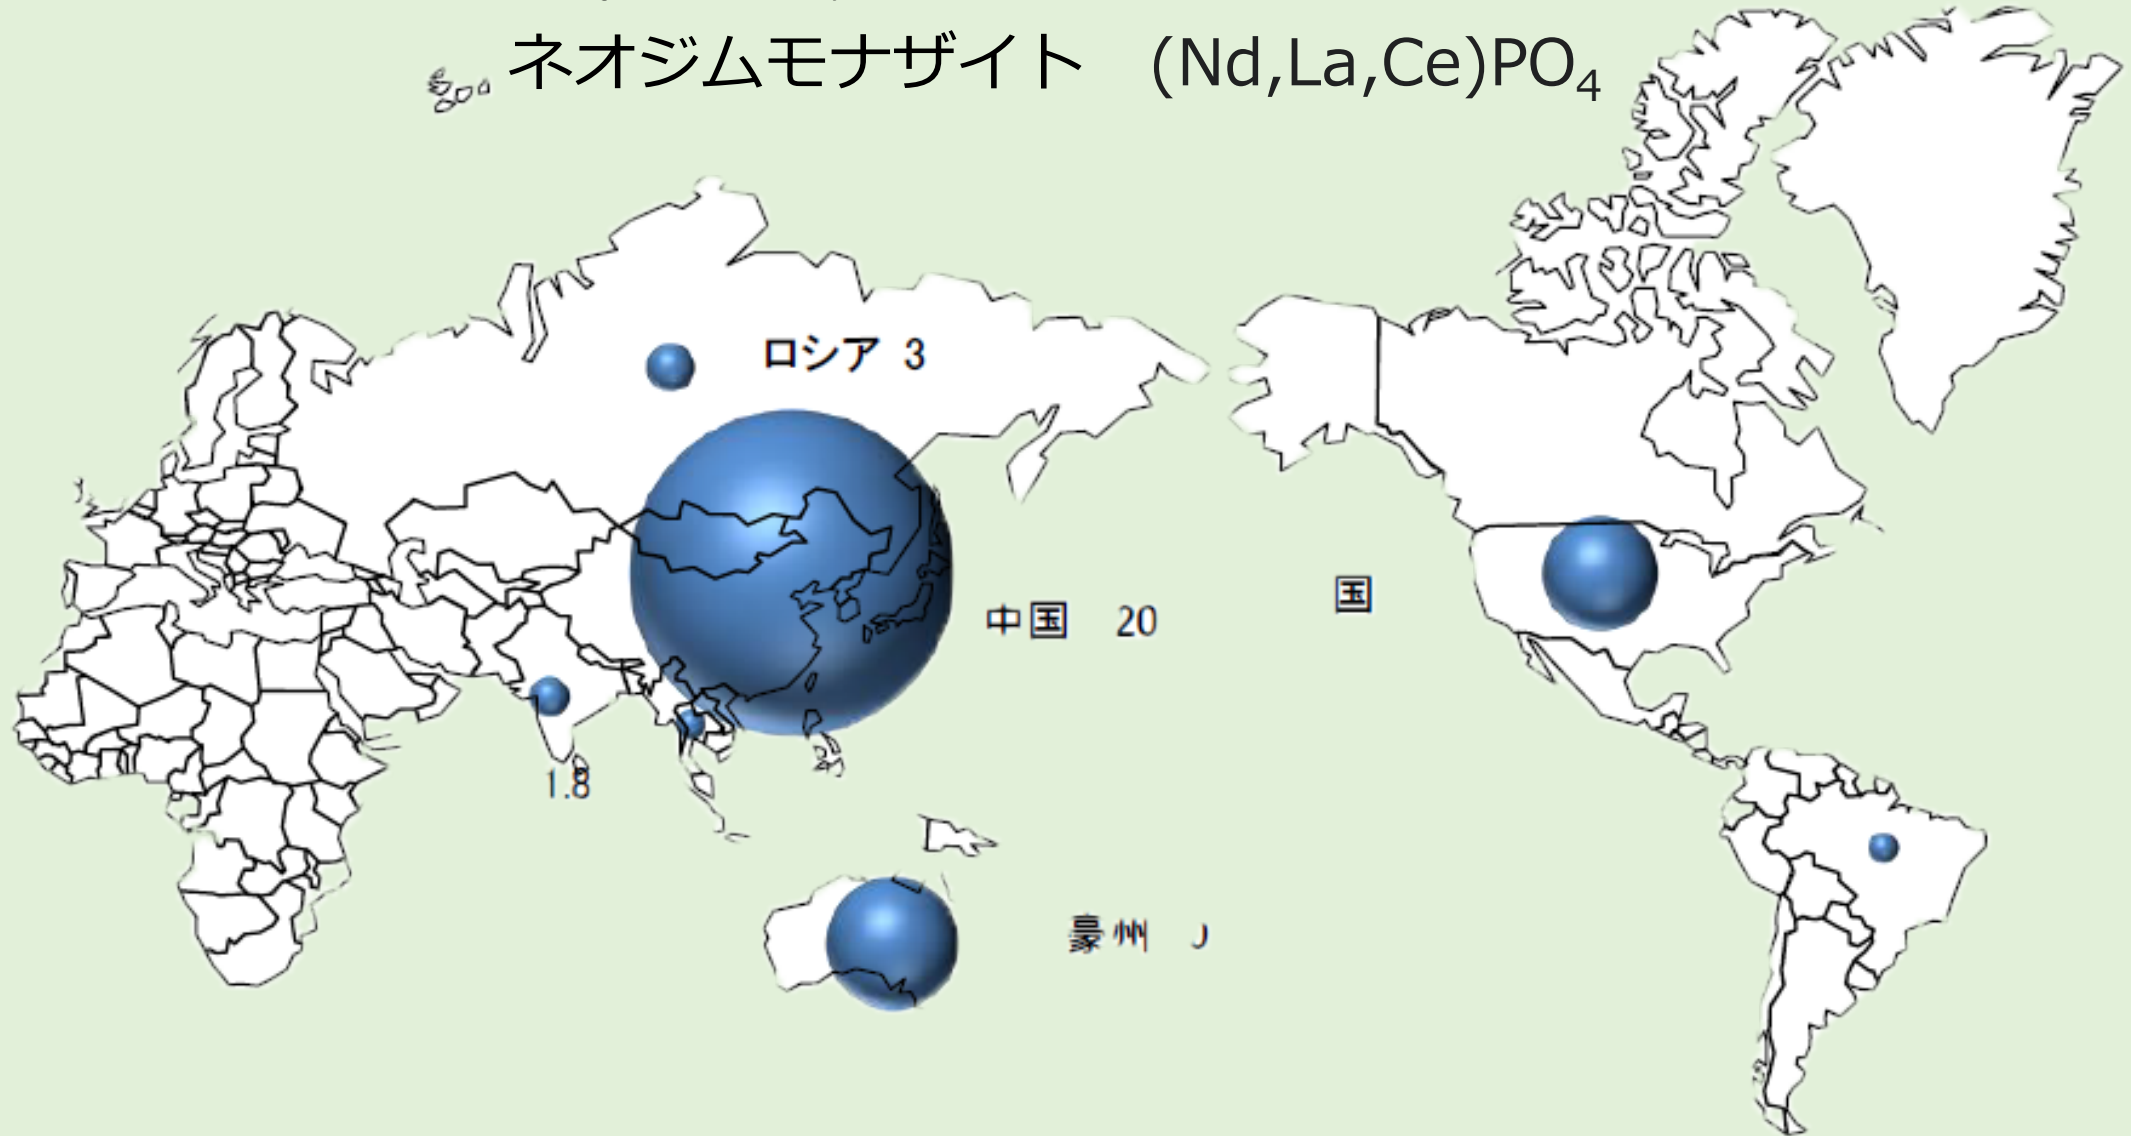 ネオジムモナザイト (Nd,La,Ce)PO₄
ロシア 3
中国 20
国
1.8
豪州